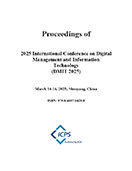 Proceedings of
2025 International Conference on Digital
Management and Information
Technology
(DMIT 2025)
March 14-16, 2025,
China
ICPS